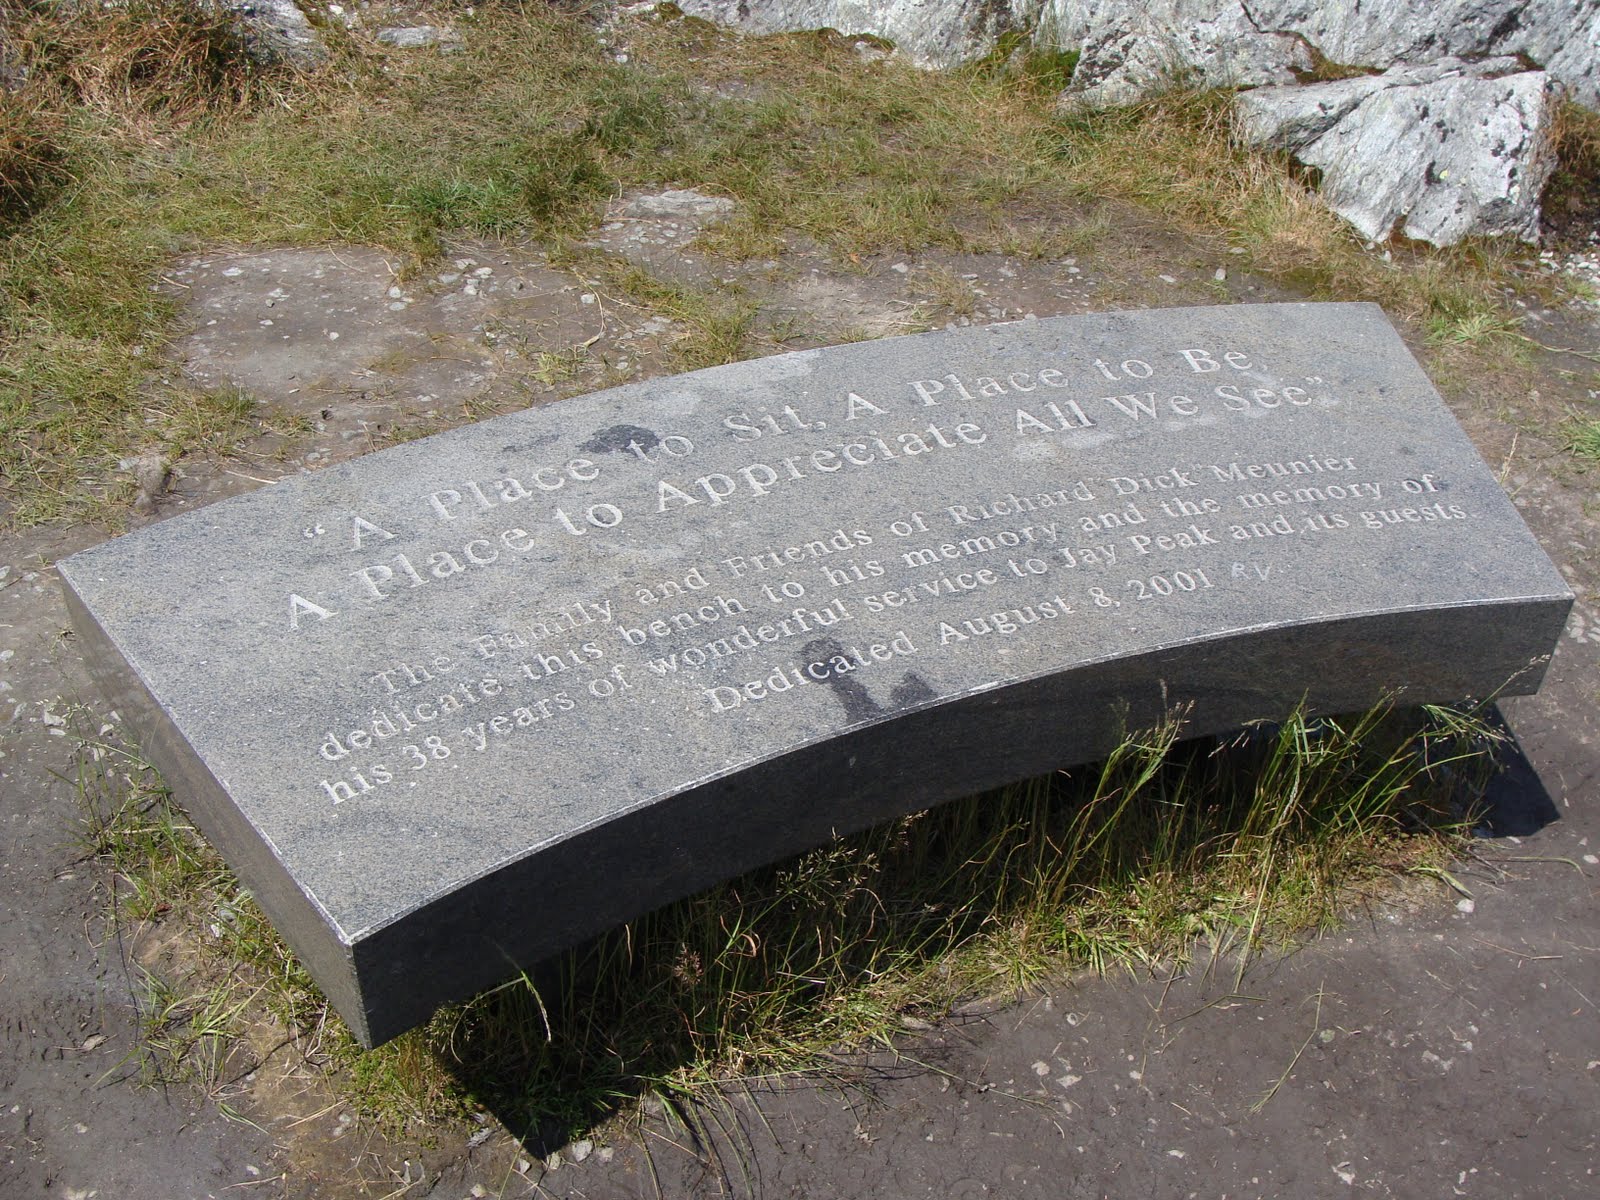 “A Place to Sit, A Place to Be,
A Place to Appreciate All We See”
The Family and Friends of Richard "Dick" Meunier
dedicate this bench to his memory and the memory of
his 38 years of wonderful service to Jay Peak and its guests.
Dedicated August 8, 2001 RV